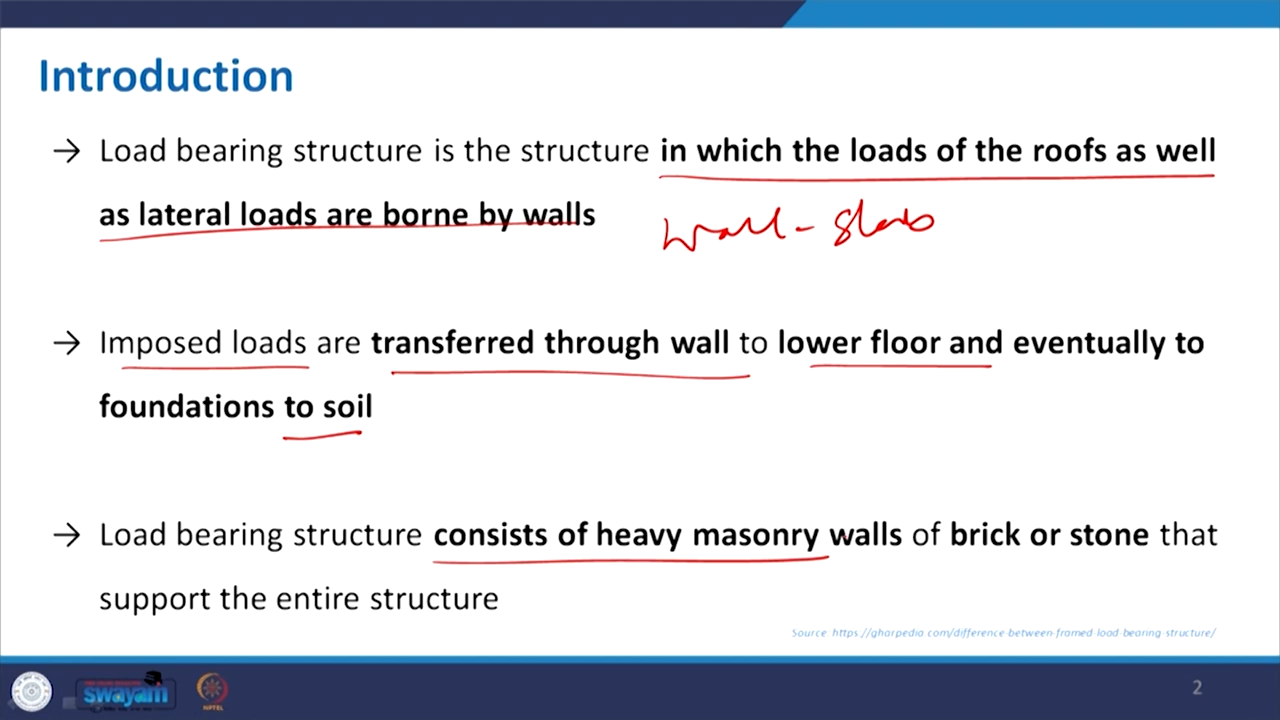 Introduction
→ Load bearing structure is the structure in which the loads of the roofs as well
as lateral loads are borne by walls
wall - slab
→ Imposed loads are transferred through wall to lower floor and eventually to
foundations to soil
→ Load bearing structure consists of heavy masonry walls of brick or stone that
support the entire structure
Source: https://gharpedia.com/difference-between-framed-load-bearing-structure/
swayam
NPTEL
2